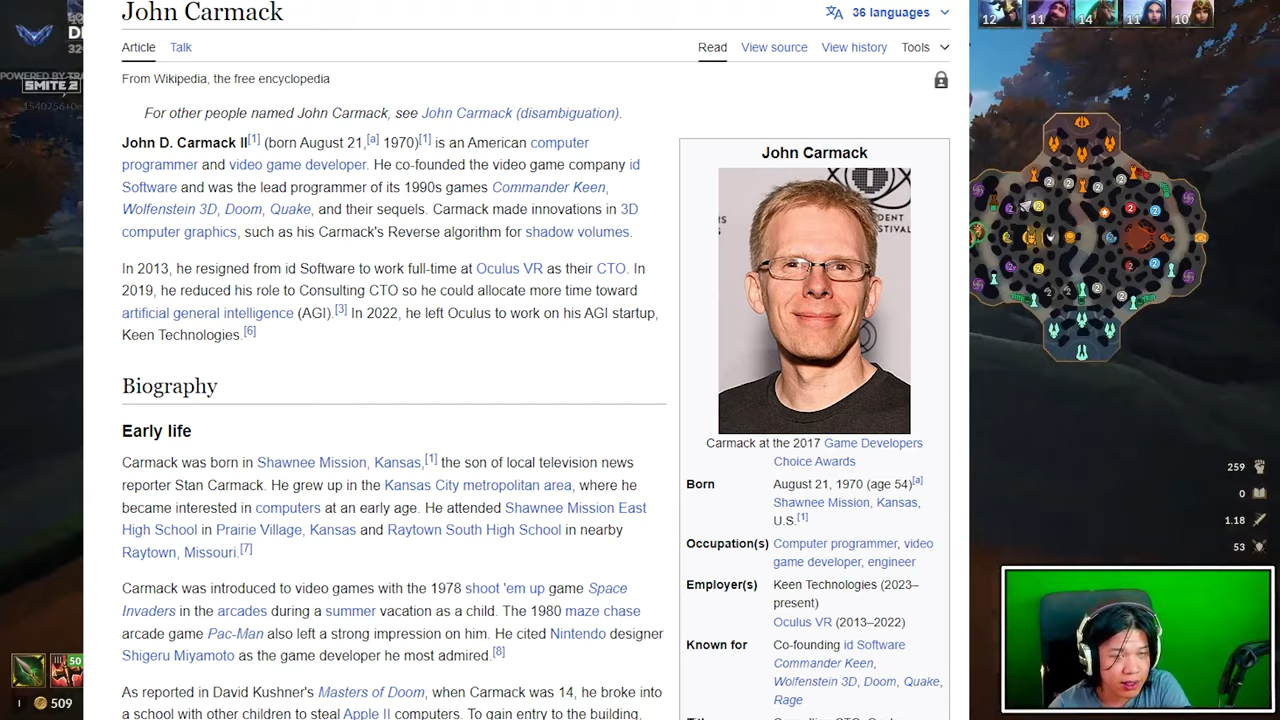 John Carmack
36 languages
Article Talk
Read View source View history Tools
From Wikipedia, the free encyclopedia
For other people named John Carmack, see John Carmack (disambiguation).
John D. Carmack II[1] (born August 21,[a] 1970)[1] is an American computer
programmer and video game developer. He co-founded the video game company id
Software and was the lead programmer of its 1990s games Commander Keen,
Wolfenstein 3D, Doom, Quake, and their sequels. Carmack made innovations in 3D
computer graphics, such as his Carmack's Reverse algorithm for shadow volumes.
In 2013, he resigned from id Software to work full-time at Oculus VR as their CTO. In
2019, he reduced his role to Consulting CTO so he could allocate more time toward
artificial general intelligence (AGI).[3] In 2022, he left Oculus to work on his AGI startup,
Keen Technologies.[6]
Biography
Early life
Carmack was born in Shawnee Mission, Kansas,[1] the son of local television news
reporter Stan Carmack. He grew up in the Kansas City metropolitan area, where he
became interested in computers at an early age. He attended Shawnee Mission East
High School in Prairie Village, Kansas and Raytown South High School in nearby
Raytown, Missouri.[7]
Carmack was introduced to video games with the 1978 shoot 'em up game Space
Invaders in the arcades during a summer vacation as a child. The 1980 maze chase
arcade game Pac-Man also left a strong impression on him. He cited Nintendo designer
Shigeru Miyamoto as the game developer he most admired.[8]
As reported in David Kushner's Masters of Doom, when Carmack was 14, he broke into
a school with other children to steal Apple II computers. To gain entry to the building,
John Carmack
Carmack at the 2017 Game Developers
Choice Awards
Born August 21, 1970 (age 54)[a]
Shawnee Mission, Kansas,
U.S.[1]
Occupation(s) Computer programmer, video
game developer, engineer
Employer(s) Keen Technologies (2023–
present)
Oculus VR (2013–2022)
Known for Co-founding id Software
Commander Keen,
Wolfenstein 3D, Doom, Quake,
Rage
POWERED BY
SMITE 2
12 11 14 11 10
259
0
1.18
53
50
509